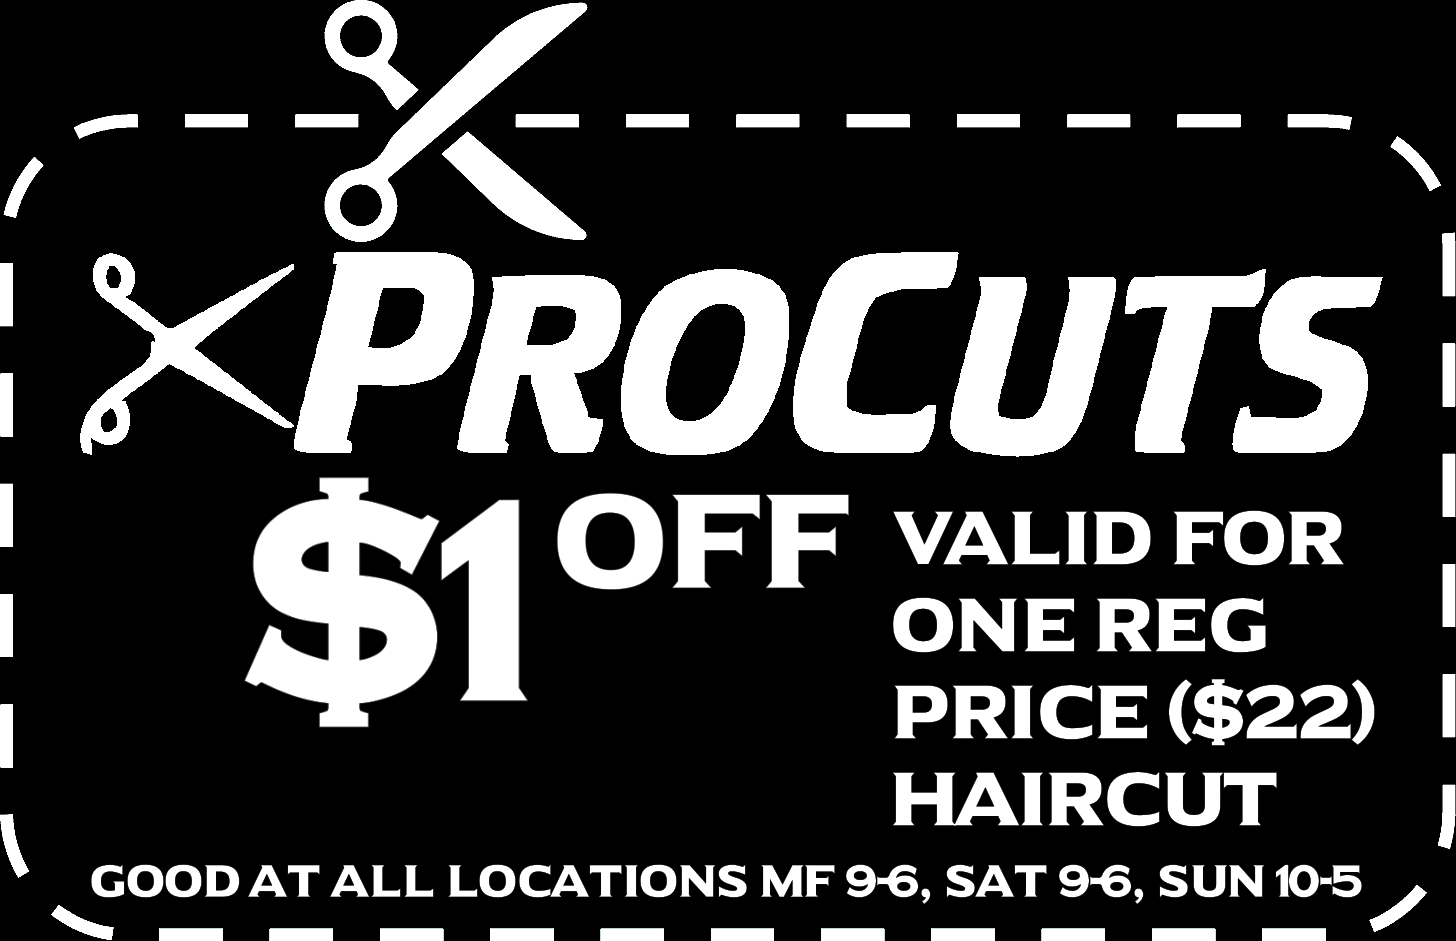 PROCUTS
$1 OFF
VALID FOR
ONE REG
PRICE ($22)
HAIRCUT
GOOD AT ALL LOCATIONS MF 9-6, SAT 9-6, SUN 10-5